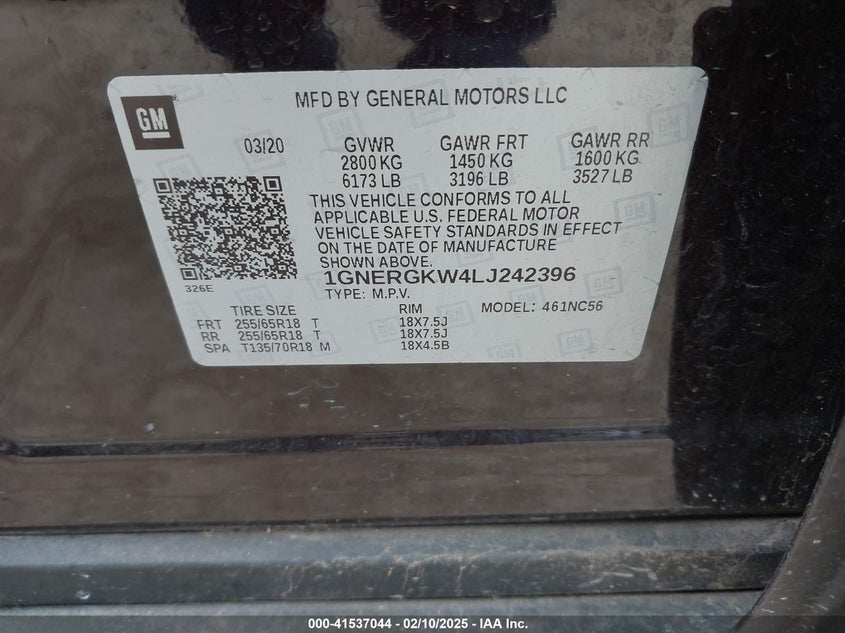 GM
MFD BY GENERAL MOTORS LLC
03/20 GVWR GAWR FRT GAWR RR
2800 KG 1450 KG 1600 KG
6173 LB 3196 LB 3527 LB
THIS VEHICLE CONFORMS TO ALL
APPLICABLE U.S. FEDERAL MOTOR
VEHICLE SAFETY STANDARDS IN EFFECT
ON THE DATE OF MANUFACTURE
SHOWN ABOVE.
326E
1GNERGKW4LJ242396
TYPE: M.P.V.
TIRE SIZE RIM MODEL: 461NC56
FRT 255/65R18 T 18X7.5J
RR 255/65R18 T 18X7.5J
SPA T135/70R18 M 18X4.5B
000-41537044 / 02/10/2025 - IAA Inc.